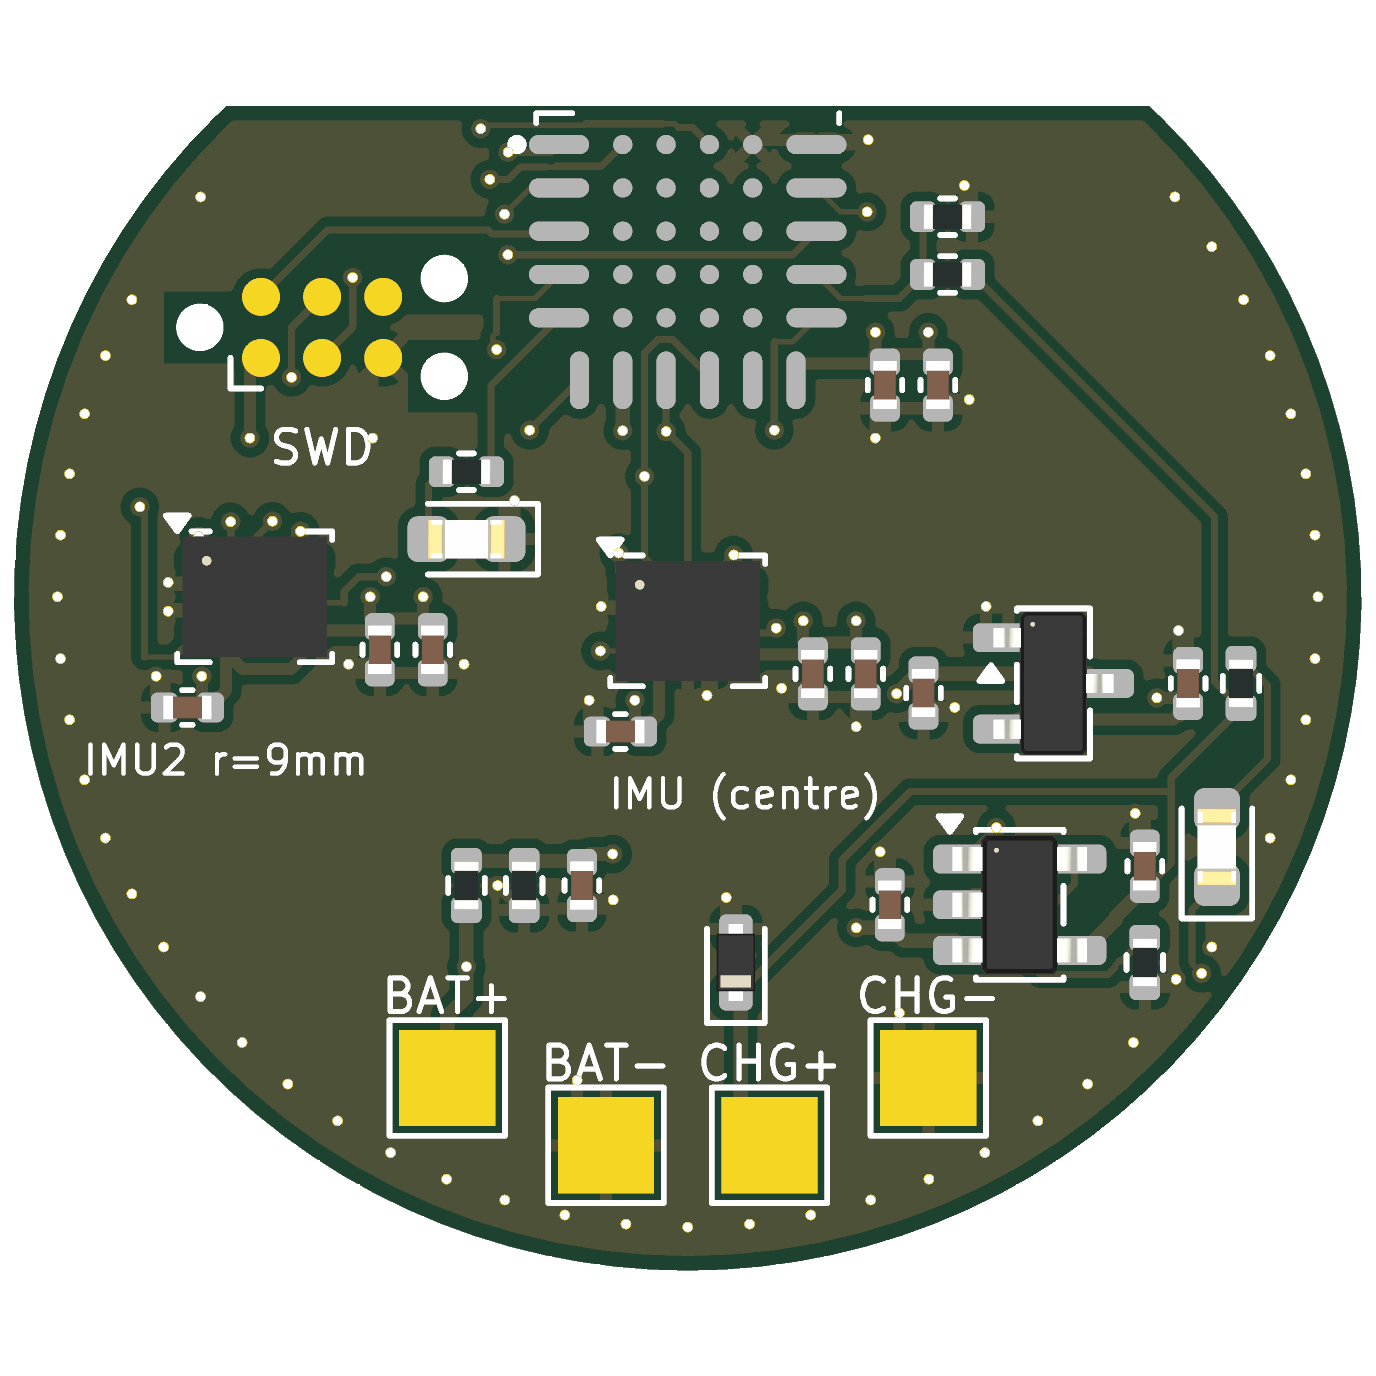 SWD
IMU2 r=9mm
IMU (centre)
BAT+
CHG-
BAT-
CHG+